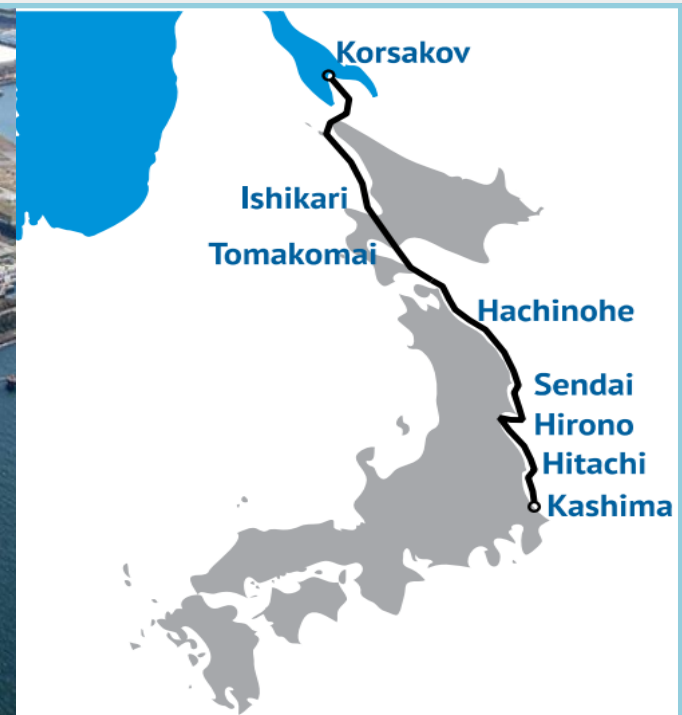 Korsakov
Ishikari
Tomakomai
Hachinohe
Sendai
Hirono
Hitachi
Kashima